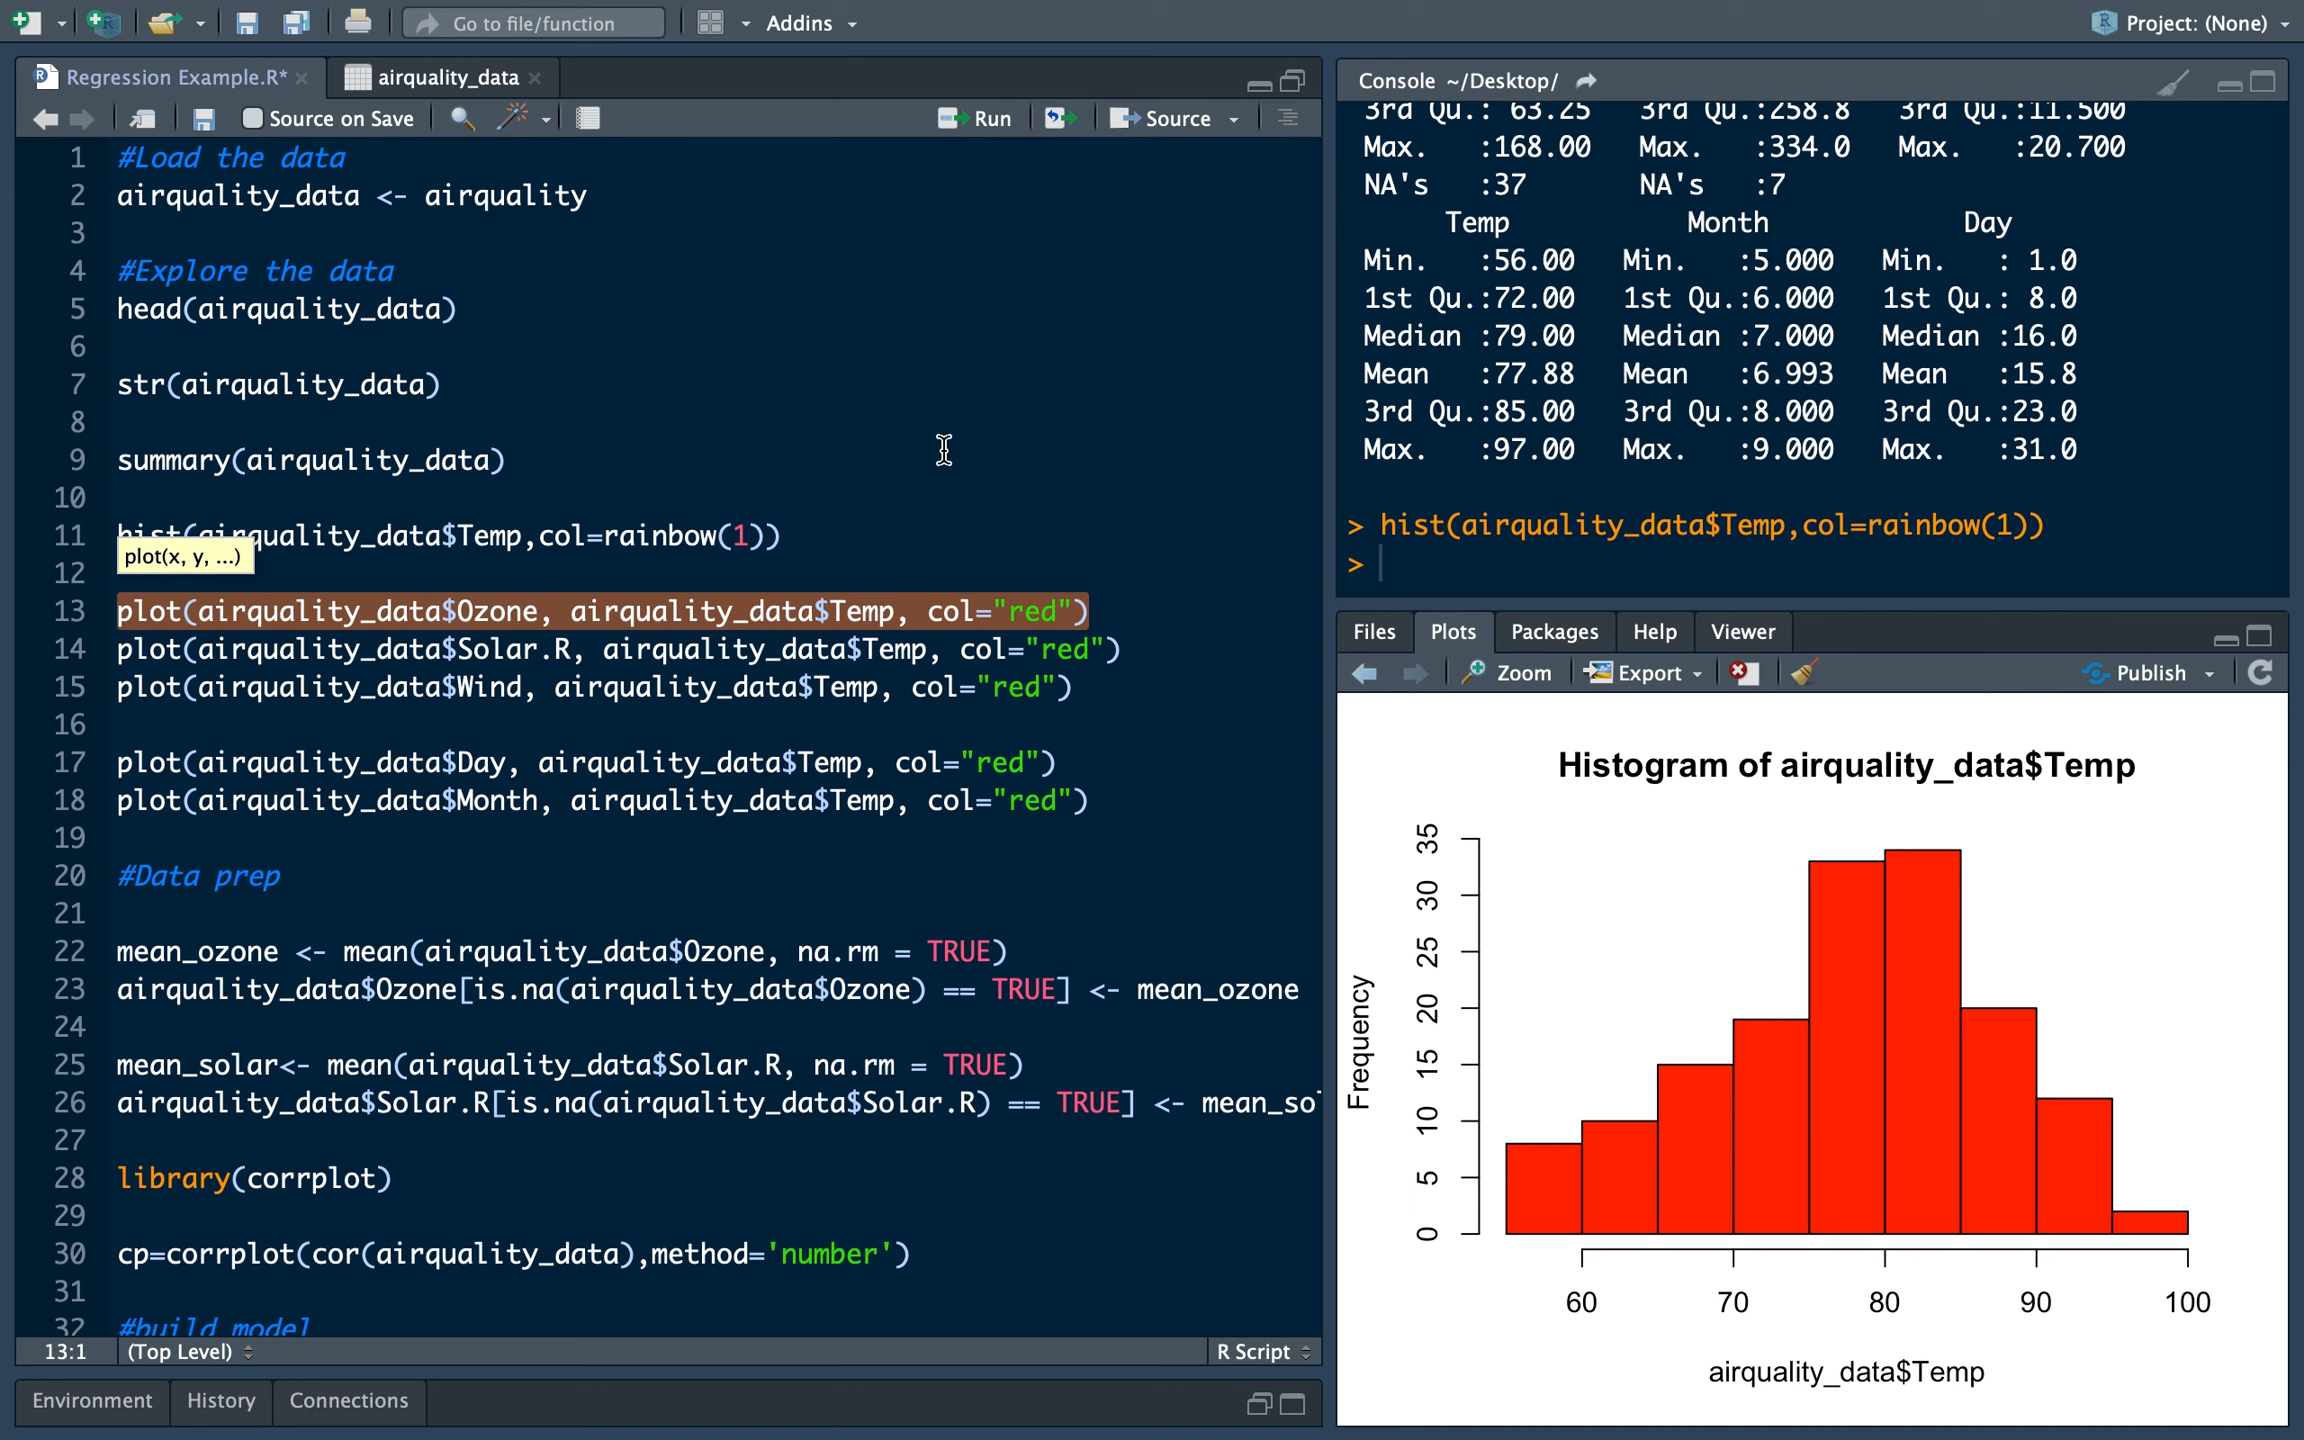 Go to file/function
Addins
Project: (None)
Regression Example.R*
airquality_data
Source on Save
Run
Source
1 #Load the data
2 airquality_data <- airquality
3
4 #Explore the data
5 head(airquality_data)
6
7 str(airquality_data)
8
9 summary(airquality_data)
10
11 hist(airquality_data$Temp,col=rainbow(1))
plot(x, y, ...)
12
13 plot(airquality_data$Ozone, airquality_data$Temp, col="red")
14 plot(airquality_data$Solar.R, airquality_data$Temp, col="red")
15 plot(airquality_data$Wind, airquality_data$Temp, col="red")
16
17 plot(airquality_data$Day, airquality_data$Temp, col="red")
18 plot(airquality_data$Month, airquality_data$Temp, col="red")
19
20 #Data prep
21
22 mean_ozone <- mean(airquality_data$Ozone, na.rm = TRUE)
23 airquality_data$Ozone[is.na(airquality_data$Ozone) == TRUE] <- mean_ozone
24
25 mean_solar<- mean(airquality_data$Solar.R, na.rm = TRUE)
26 airquality_data$Solar.R[is.na(airquality_data$Solar.R) == TRUE] <- mean_so
27
28 library(corrplot)
29
30 cp=corrplot(cor(airquality_data),method='number')
31
32 #build model
13:1 (Top Level)
R Script
Environment History Connections
Console ~/Desktop/
3rd Qu.: 63.25 3rd Qu.:258.8 3rd Qu.:11.500
Max. :168.00 Max. :334.0 Max. :20.700
NA's :37 NA's :7
Temp Month Day
Min. :56.00 Min. :5.000 Min. : 1.0
1st Qu.:72.00 1st Qu.:6.000 1st Qu.: 8.0
Median :79.00 Median :7.000 Median :16.0
Mean :77.88 Mean :6.993 Mean :15.8
3rd Qu.:85.00 3rd Qu.:8.000 3rd Qu.:23.0
Max. :97.00 Max. :9.000 Max. :31.0
> hist(airquality_data$Temp,col=rainbow(1))
>
Files Plots Packages Help Viewer
Zoom Export Publish
Histogram of airquality_data$Temp
Frequency
35
30
25
20
15
10
5
0
60 70 80 90 100
airquality_data$Temp